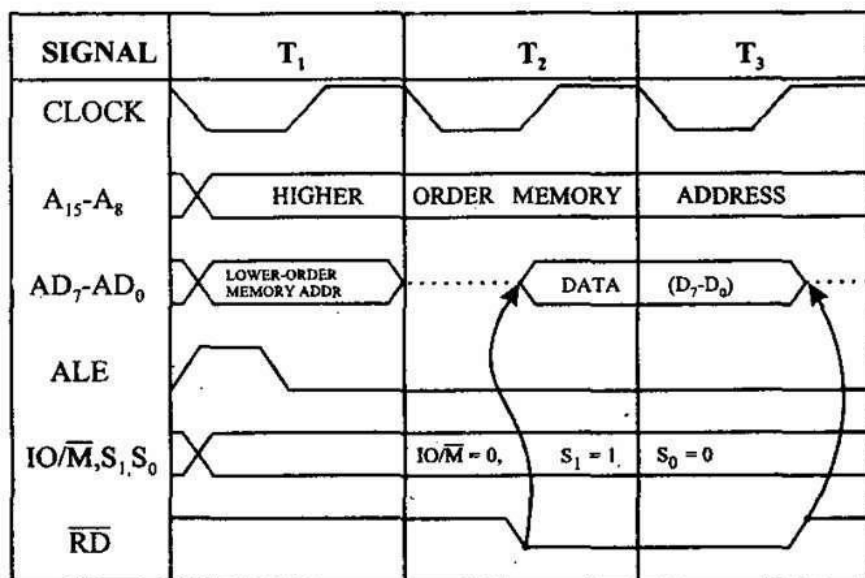 SIGNAL T₁ T₂ T₃
CLOCK
A₁₅-A₈ HIGHER ORDER MEMORY ADDRESS
AD₇-AD₀ LOWER-ORDER MEMORY ADDR DATA (D₇-D₀)
ALE
IO/M̅,S₁,S₀ IO/M̅ = 0, S₁ = 1 S₀ = 0
R̅D̅